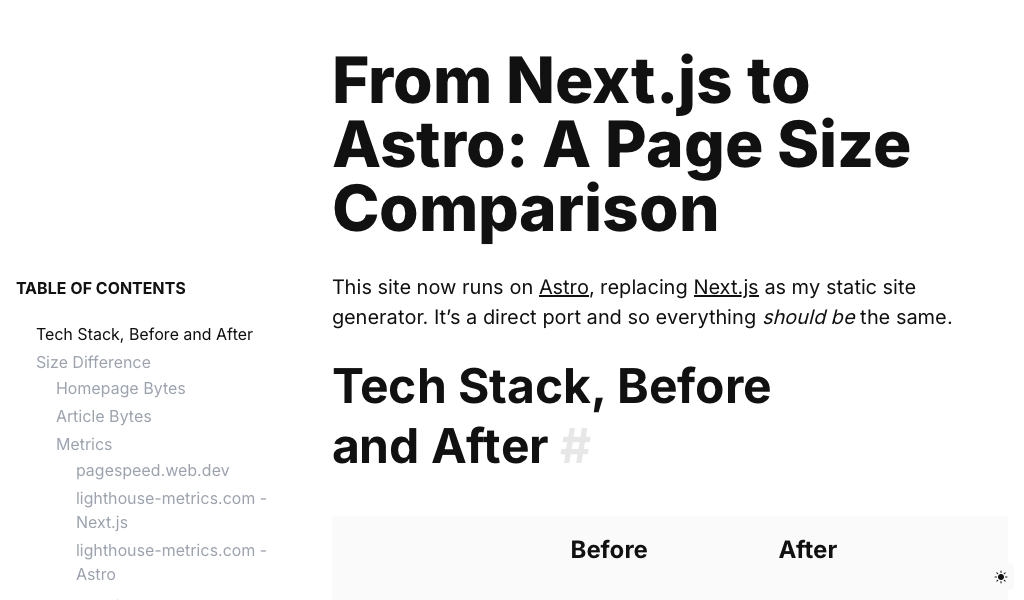 From Next.js to
Astro: A Page Size
Comparison
TABLE OF CONTENTS
Tech Stack, Before and After
Size Difference
Homepage Bytes
Article Bytes
Metrics
pagespeed.web.dev
lighthouse-metrics.com -
Next.js
lighthouse-metrics.com -
Astro
This site now runs on Astro, replacing Next.js as my static site
generator. It’s a direct port and so everything should be the same.
Tech Stack, Before
and After #
Before After